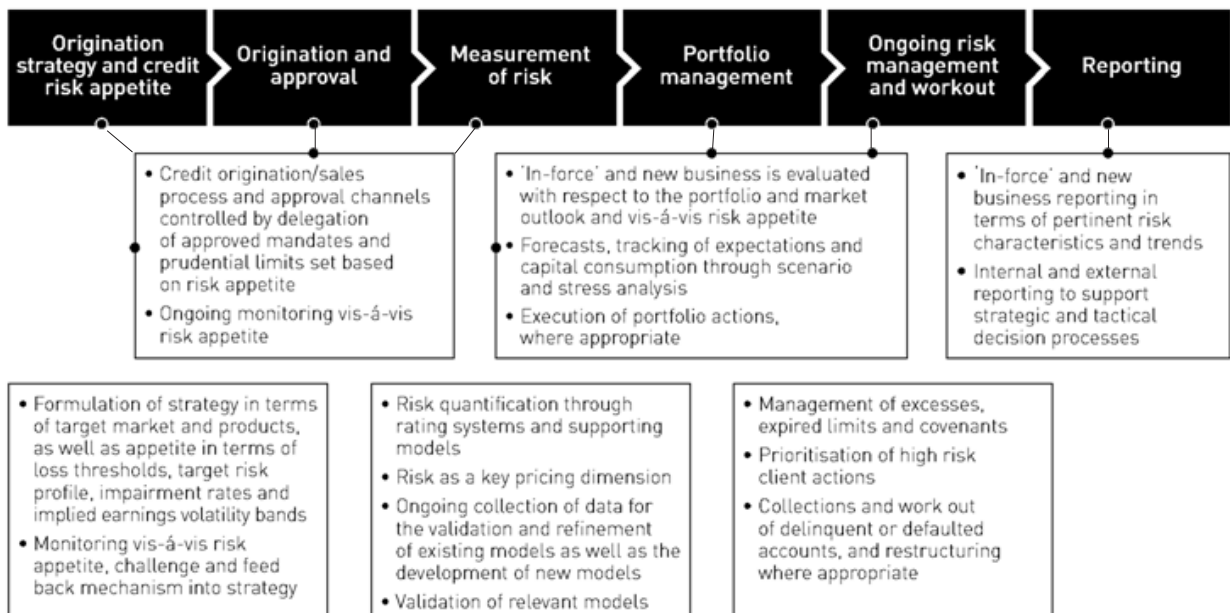 Origination
strategy and credit
risk appetite
Origination and
approval
Measurement
of risk
Portfolio
management
Ongoing risk
management
and workout
Reporting
• Credit origination/sales
process and approval channels
controlled by delegation
of approved mandates and
prudential limits set based
on risk appetite
• Ongoing monitoring vis-á-vis
risk appetite
• 'In-force' and new business is evaluated
with respect to the portfolio and market
outlook and vis-á-vis risk appetite
• Forecasts, tracking of expectations and
capital consumption through scenario
and stress analysis
• Execution of portfolio actions,
where appropriate
• 'In-force' and new
business reporting in
terms of pertinent risk
characteristics and trends
• Internal and external
reporting to support
strategic and tactical
decision processes
• Formulation of strategy in terms
of target market and products,
as well as appetite in terms of
loss thresholds, target risk
profile, impairment rates and
implied earnings volatility bands
• Monitoring vis-á-vis risk
appetite, challenge and feed
back mechanism into strategy
• Risk quantification through
rating systems and supporting
models
• Risk as a key pricing dimension
• Ongoing collection of data for
the validation and refinement
of existing models as well as the
development of new models
• Validation of relevant models
• Management of excesses,
expired limits and covenants
• Prioritisation of high risk
client actions
• Collections and work out
of delinquent or defaulted
accounts, and restructuring
where appropriate